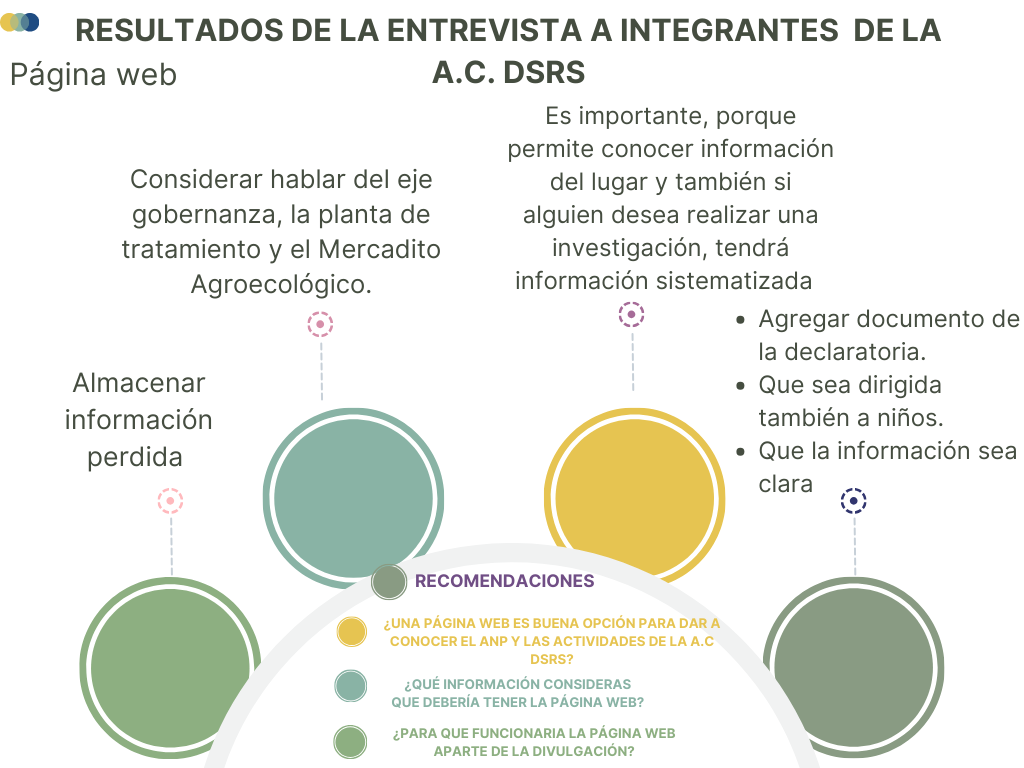 RESULTADOS DE LA ENTREVISTA A INTEGRANTES DE LA
A.C. DSRS
Página web
Es importante, porque
permite conocer información
del lugar y también si
alguien desea realizar una
investigación, tendrá
información sistematizada
Considerar hablar del eje
gobernanza, la planta de
tratamiento y el Mercadito
Agroecológico.
• Agregar documento de
la declaratoria.
• Que sea dirigida
también a niños.
• Que la información sea
clara
Almacenar
información
perdida
RECOMENDACIONES
¿UNA PÁGINA WEB ES BUENA OPCIÓN PARA DAR A
CONOCER EL ANP Y LAS ACTIVIDADES DE LA A.C
DSRS?
¿QUÉ INFORMACIÓN CONSIDERAS
QUE DEBERÍA TENER LA PÁGINA WEB?
¿PARA QUE FUNCIONARIA LA PÁGINA WEB
APARTE DE LA DIVULGACIÓN?